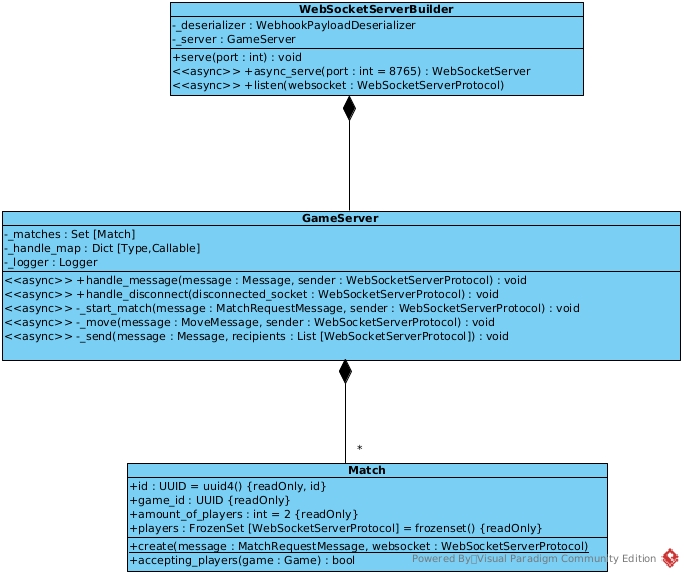 WebSocketServerBuilder
-_deserializer : WebhookPayloadDeserializer
-_server : GameServer
+serve(port : int) : void
<<async>> +async_serve(port : int = 8765) : WebSocketServer
<<async>> +listen(websocket : WebSocketServerProtocol)
GameServer
-_matches : Set [Match]
-_handle_map : Dict [Type,Callable]
-_logger : Logger
<<async>> +handle_message(message : Message, sender : WebSocketServerProtocol) : void
<<async>> +handle_disconnect(disconnected_socket : WebSocketServerProtocol) : void
<<async>> -_start_match(message : MatchRequestMessage, sender : WebSocketServerProtocol) : void
<<async>> -_move(message : MoveMessage, sender : WebSocketServerProtocol) : void
<<async>> -_send(message : Message, recipients : List [WebSocketServerProtocol]) : void
*
Match
+id : UUID = uuid4() {readOnly, id}
+game_id : UUID {readOnly}
+amount_of_players : int = 2 {readOnly}
+players : FrozenSet [WebSocketServerProtocol] = frozenset() {readOnly}
+create(message : MatchRequestMessage, websocket : WebSocketServerProtocol)
+accepting_players(game : Game) : bool
Powered By Visual Paradigm Community Edition